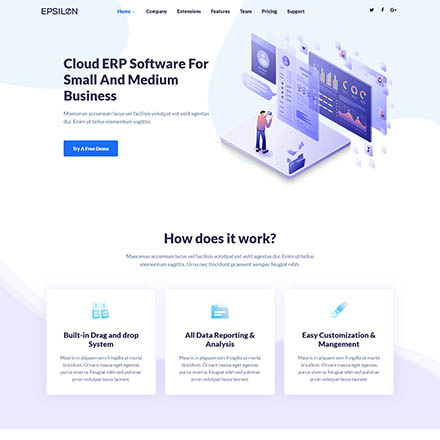 EPSILON
Home Company Extensions Features Team Pricing Support
Cloud ERP Software For
Small And Medium
Business
Maecenas accumsan lacus vel facilisis volutpat est velit egestas
dui. Enim ut tellus elementum sagittis.
Try A Free Demo
How does it work?
Maecenas accumsan lacus vel facilisis volutpat est velit egestas dui. Enim ut tellus
elementum sagittis. Urna nec tincidunt praesent semper feugiat nibh.
Built-in Drag and drop
System
Mauris in aliquam sem fringilla ut morbi
tincidunt. Ornare massa eget egestas
purus viverra. Feugiat nibh sed pulvinar
proin volutpat lacus laoreet.
All Data Reporting &
Analysis
Mauris in aliquam sem fringilla ut morbi
tincidunt. Ornare massa eget egestas
purus viverra. Feugiat nibh sed pulvinar
proin volutpat lacus laoreet.
Easy Customization &
Mangement
Mauris in aliquam sem fringilla ut morbi
tincidunt. Ornare massa eget egestas
purus viverra. Feugiat nibh sed pulvinar
proin volutpat lacus laoreet.